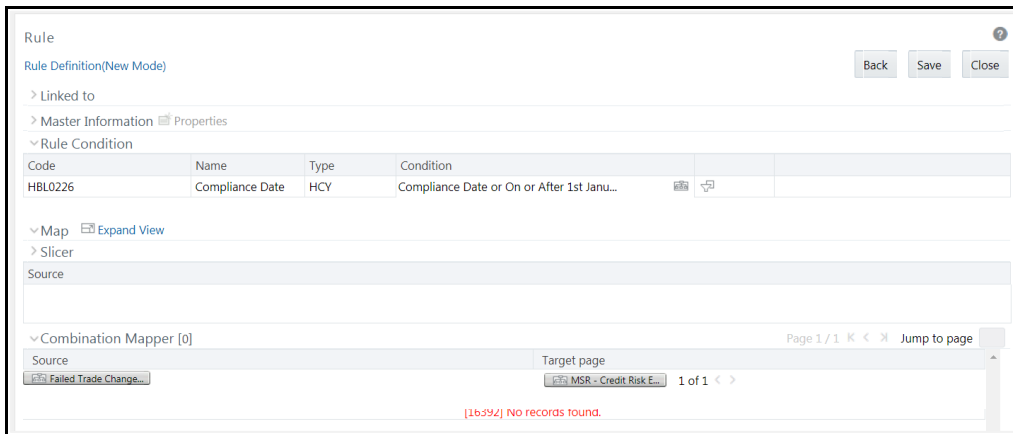 Rule
?
Rule Definition(New Mode)
Back Save Close
Linked to
Master Information Properties
Rule Condition
Code Name Type Condition
HBL0226 Compliance Date HCY Compliance Date or On or After 1st Janu...
Map Expand View
Slicer
Source
Combination Mapper [0] Page 1 / 1 Jump to page
Source Target page
Failed Trade Change... MSR - Credit Risk E... 1 of 1
[16392] No records found.